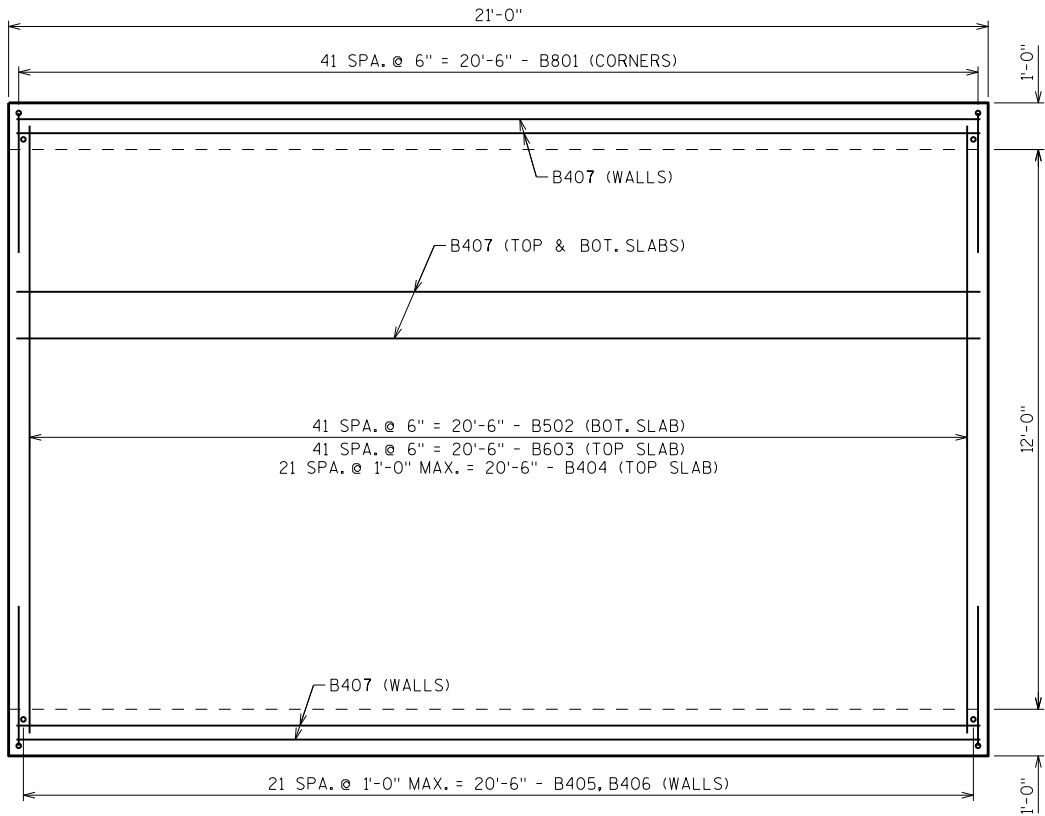 21'-0"
41 SPA. @ 6" = 20'-6" - B801 (CORNERS)
1'-0"
B407 (WALLS)
B407 (TOP & BOT. SLABS)
41 SPA. @ 6" = 20'-6" - B502 (BOT. SLAB)
41 SPA. @ 6" = 20'-6" - B603 (TOP SLAB)
21 SPA. @ 1'-0" MAX. = 20'-6" - B404 (TOP SLAB)
12'-0"
B407 (WALLS)
21 SPA. @ 1'-0" MAX. = 20'-6" - B405, B406 (WALLS)
1'-0"